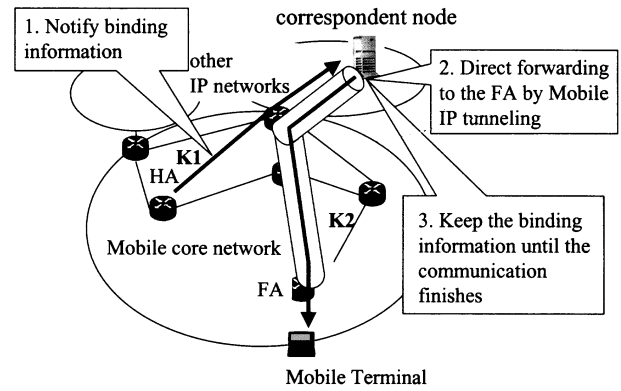 correspondent node
1. Notify binding
information
other
IP networks
2. Direct forwarding
to the FA by Mobile
IP tunneling
K1
HA
K2
3. Keep the binding
information until the
communication
finishes
Mobile core network
FA
Mobile Terminal